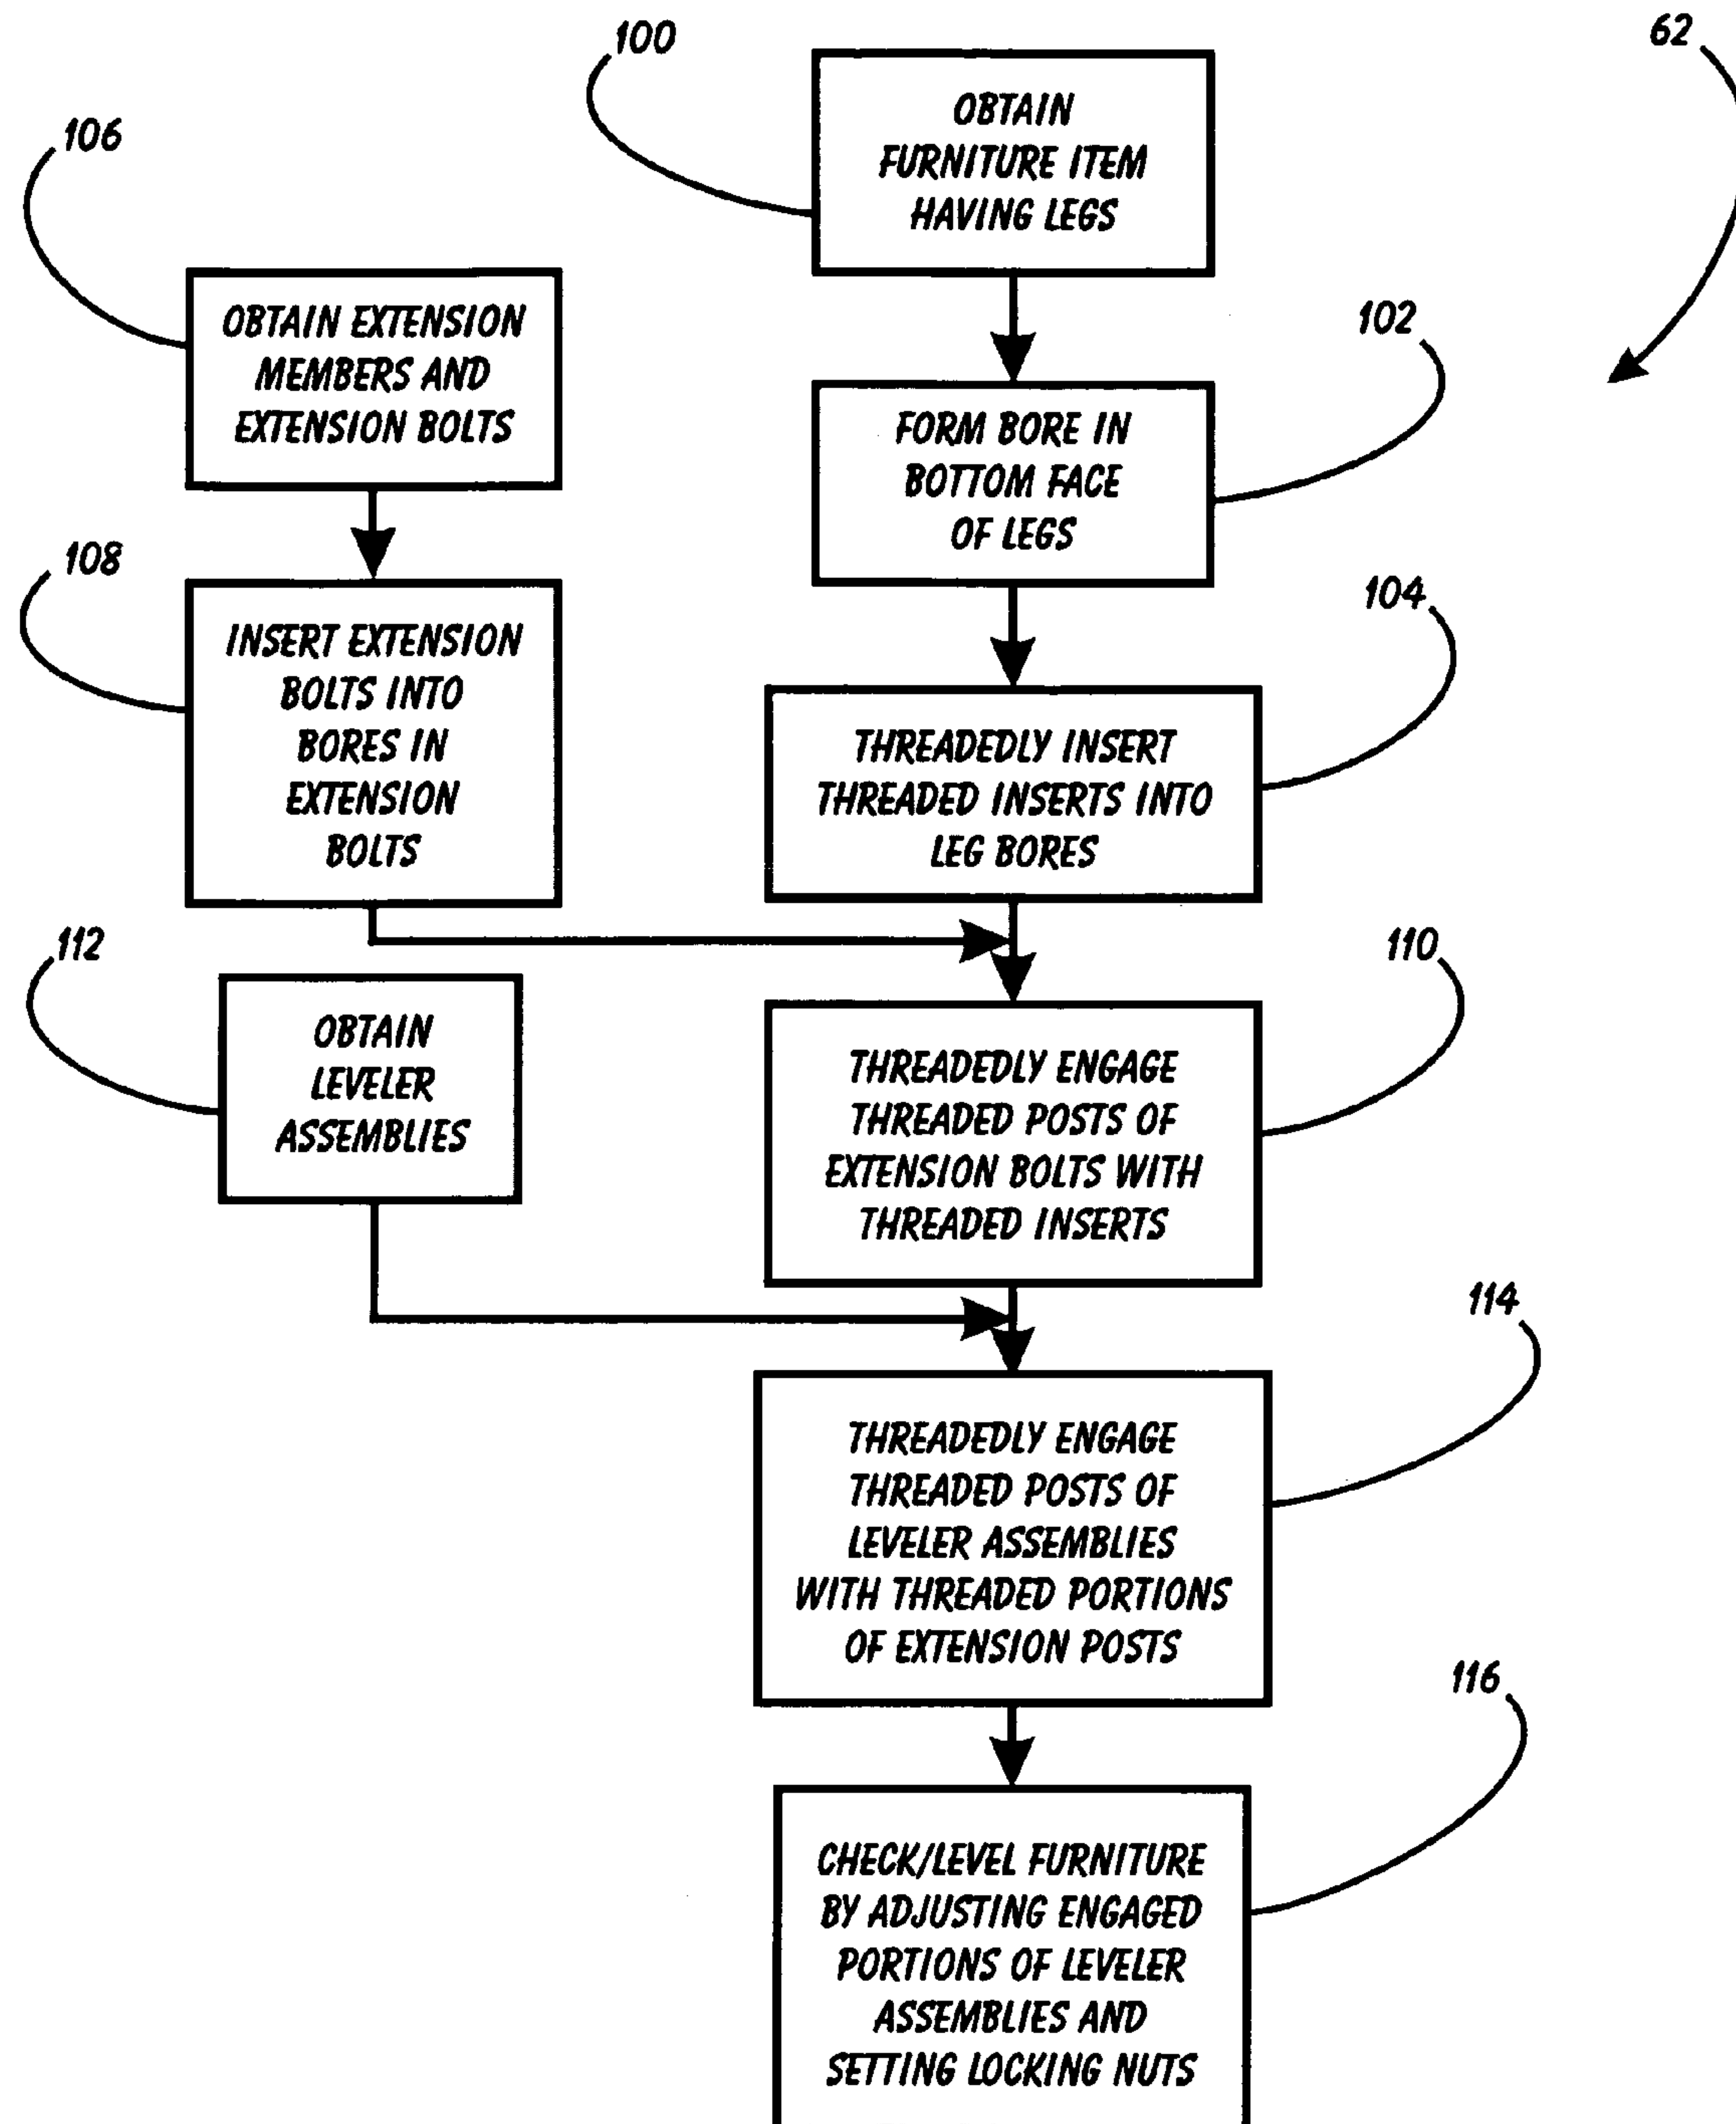 62
100
OBTAIN
FURNITURE ITEM
HAVING LEGS
106
OBTAIN EXTENSION
MEMBERS AND
EXTENSION BOLTS
102
FORM BORE IN
BOTTOM FACE
OF LEGS
108
INSERT EXTENSION
BOLTS INTO
BORES IN
EXTENSION
BOLTS
104
THREADEDLY INSERT
THREADED INSERTS INTO
LEG BORES
112
OBTAIN
LEVELER
ASSEMBLIES
110
THREADEDLY ENGAGE
THREADED POSTS OF
EXTENSION BOLTS WITH
THREADED INSERTS
114
THREADEDLY ENGAGE
THREADED POSTS OF
LEVELER ASSEMBLIES
WITH THREADED PORTIONS
OF EXTENSION POSTS
116
CHECK/LEVEL FURNITURE
BY ADJUSTING ENGAGED
PORTIONS OF LEVELER
ASSEMBLIES AND
SETTING LOCKING NUTS